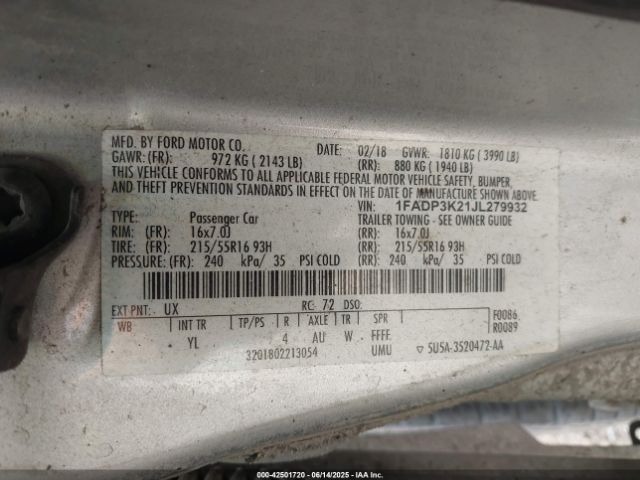 MFD. BY FORD MOTOR CO. DATE: 02/18 GVWR: 1810 KG ( 3990 LB)
GAWR: (FR): 972 KG ( 2143 LB) (RR): 880 KG ( 1940 LB)
THIS VEHICLE CONFORMS TO ALL APPLICABLE FEDERAL MOTOR VEHICLE SAFETY, BUMPER,
AND THEFT PREVENTION STANDARDS IN EFFECT ON THE DATE OF MANUFACTURE SHOWN ABOVE.
VIN: 1FADP3K21JL279932
TYPE: Passenger Car TRAILER TOWING - SEE OWNER GUIDE
RIM: (FR) 16x7.0J (RR): 16x7.0J
TIRE: (FR) 215/55R16 93H (RR): 215/55R16 93H
PRESSURE: (FR) 240 kPa/ 35 PSI COLD (RR) 240 kPa/ 35 PSI COLD
EXT PNT: UX RC: 72 DSO: F0086
WB INT TR TP/PS R AXLE TR SPR R0089
YL 4 AU W FFFF
3201802213054 UMU ▽ 5U5A-3520472-AA
000-42501720 - 06/14/2025 - IAA INC.